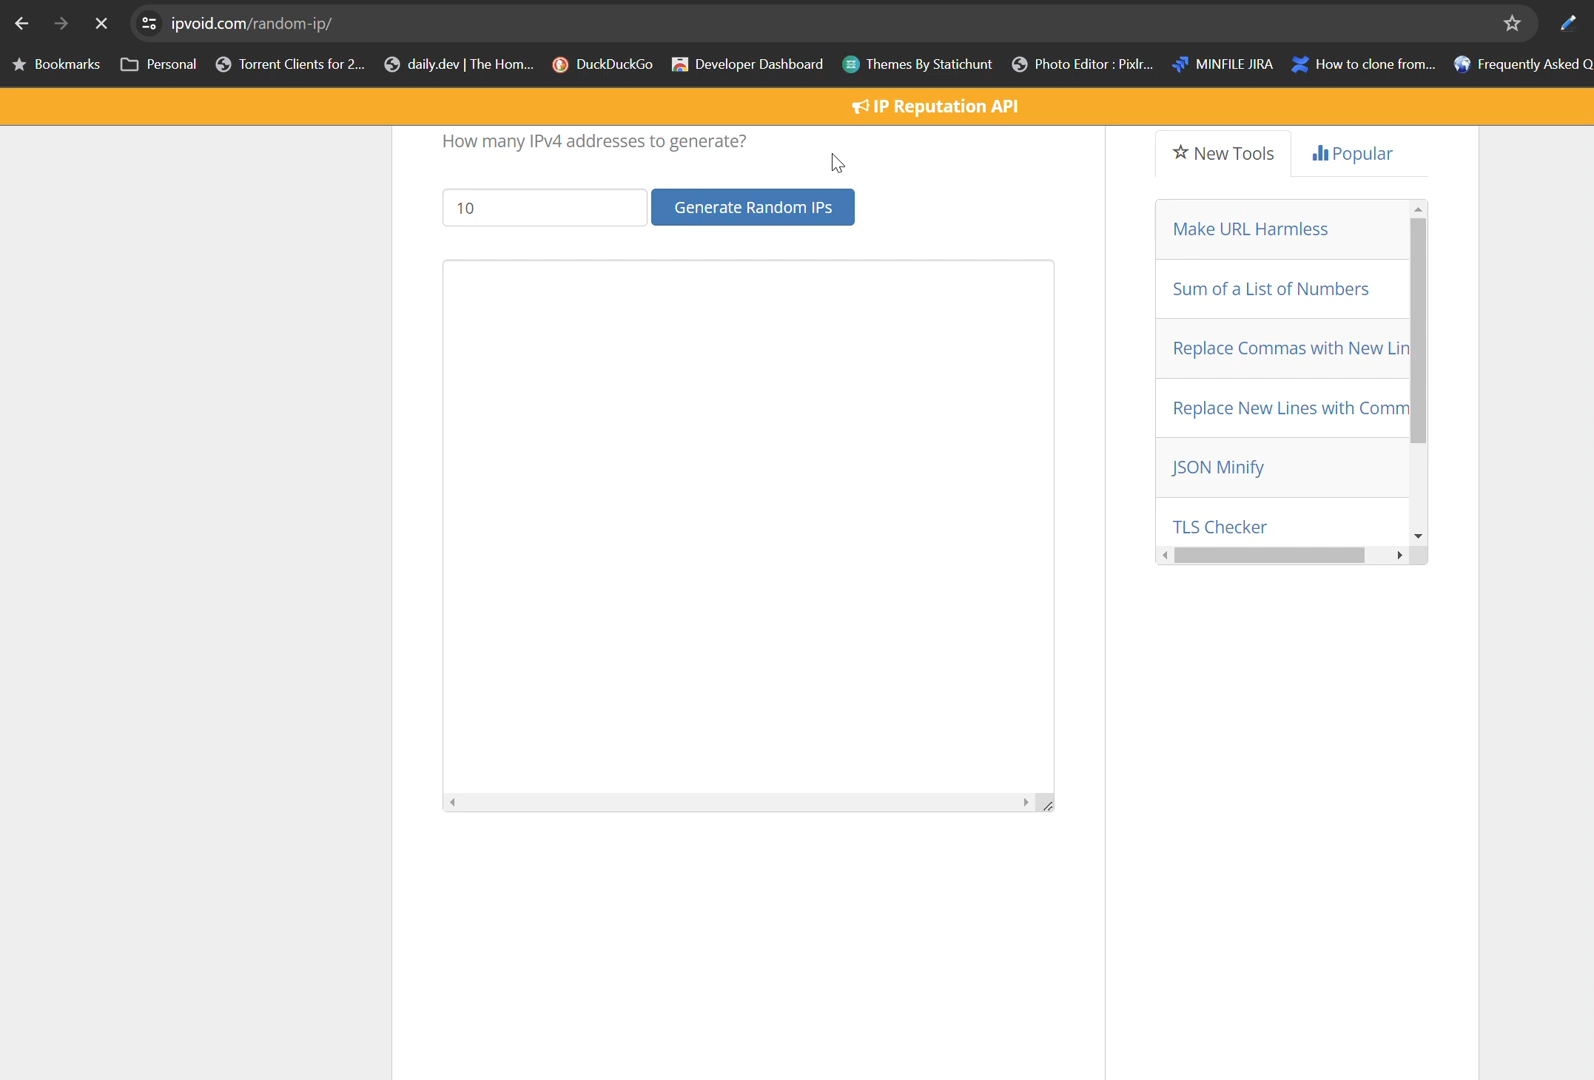 ipvoid.com/random-ip/
Bookmarks Personal Torrent Clients for 2... daily.dev | The Hom... DuckDuckGo Developer Dashboard Themes By Statichunt Photo Editor : Pixlr... MINFILE JIRA How to clone from... Frequently Asked Q
IP Reputation API
How many IPv4 addresses to generate?
10 Generate Random IPs
New Tools Popular
Make URL Harmless
Sum of a List of Numbers
Replace Commas with New Lin
Replace New Lines with Comm
JSON Minify
TLS Checker